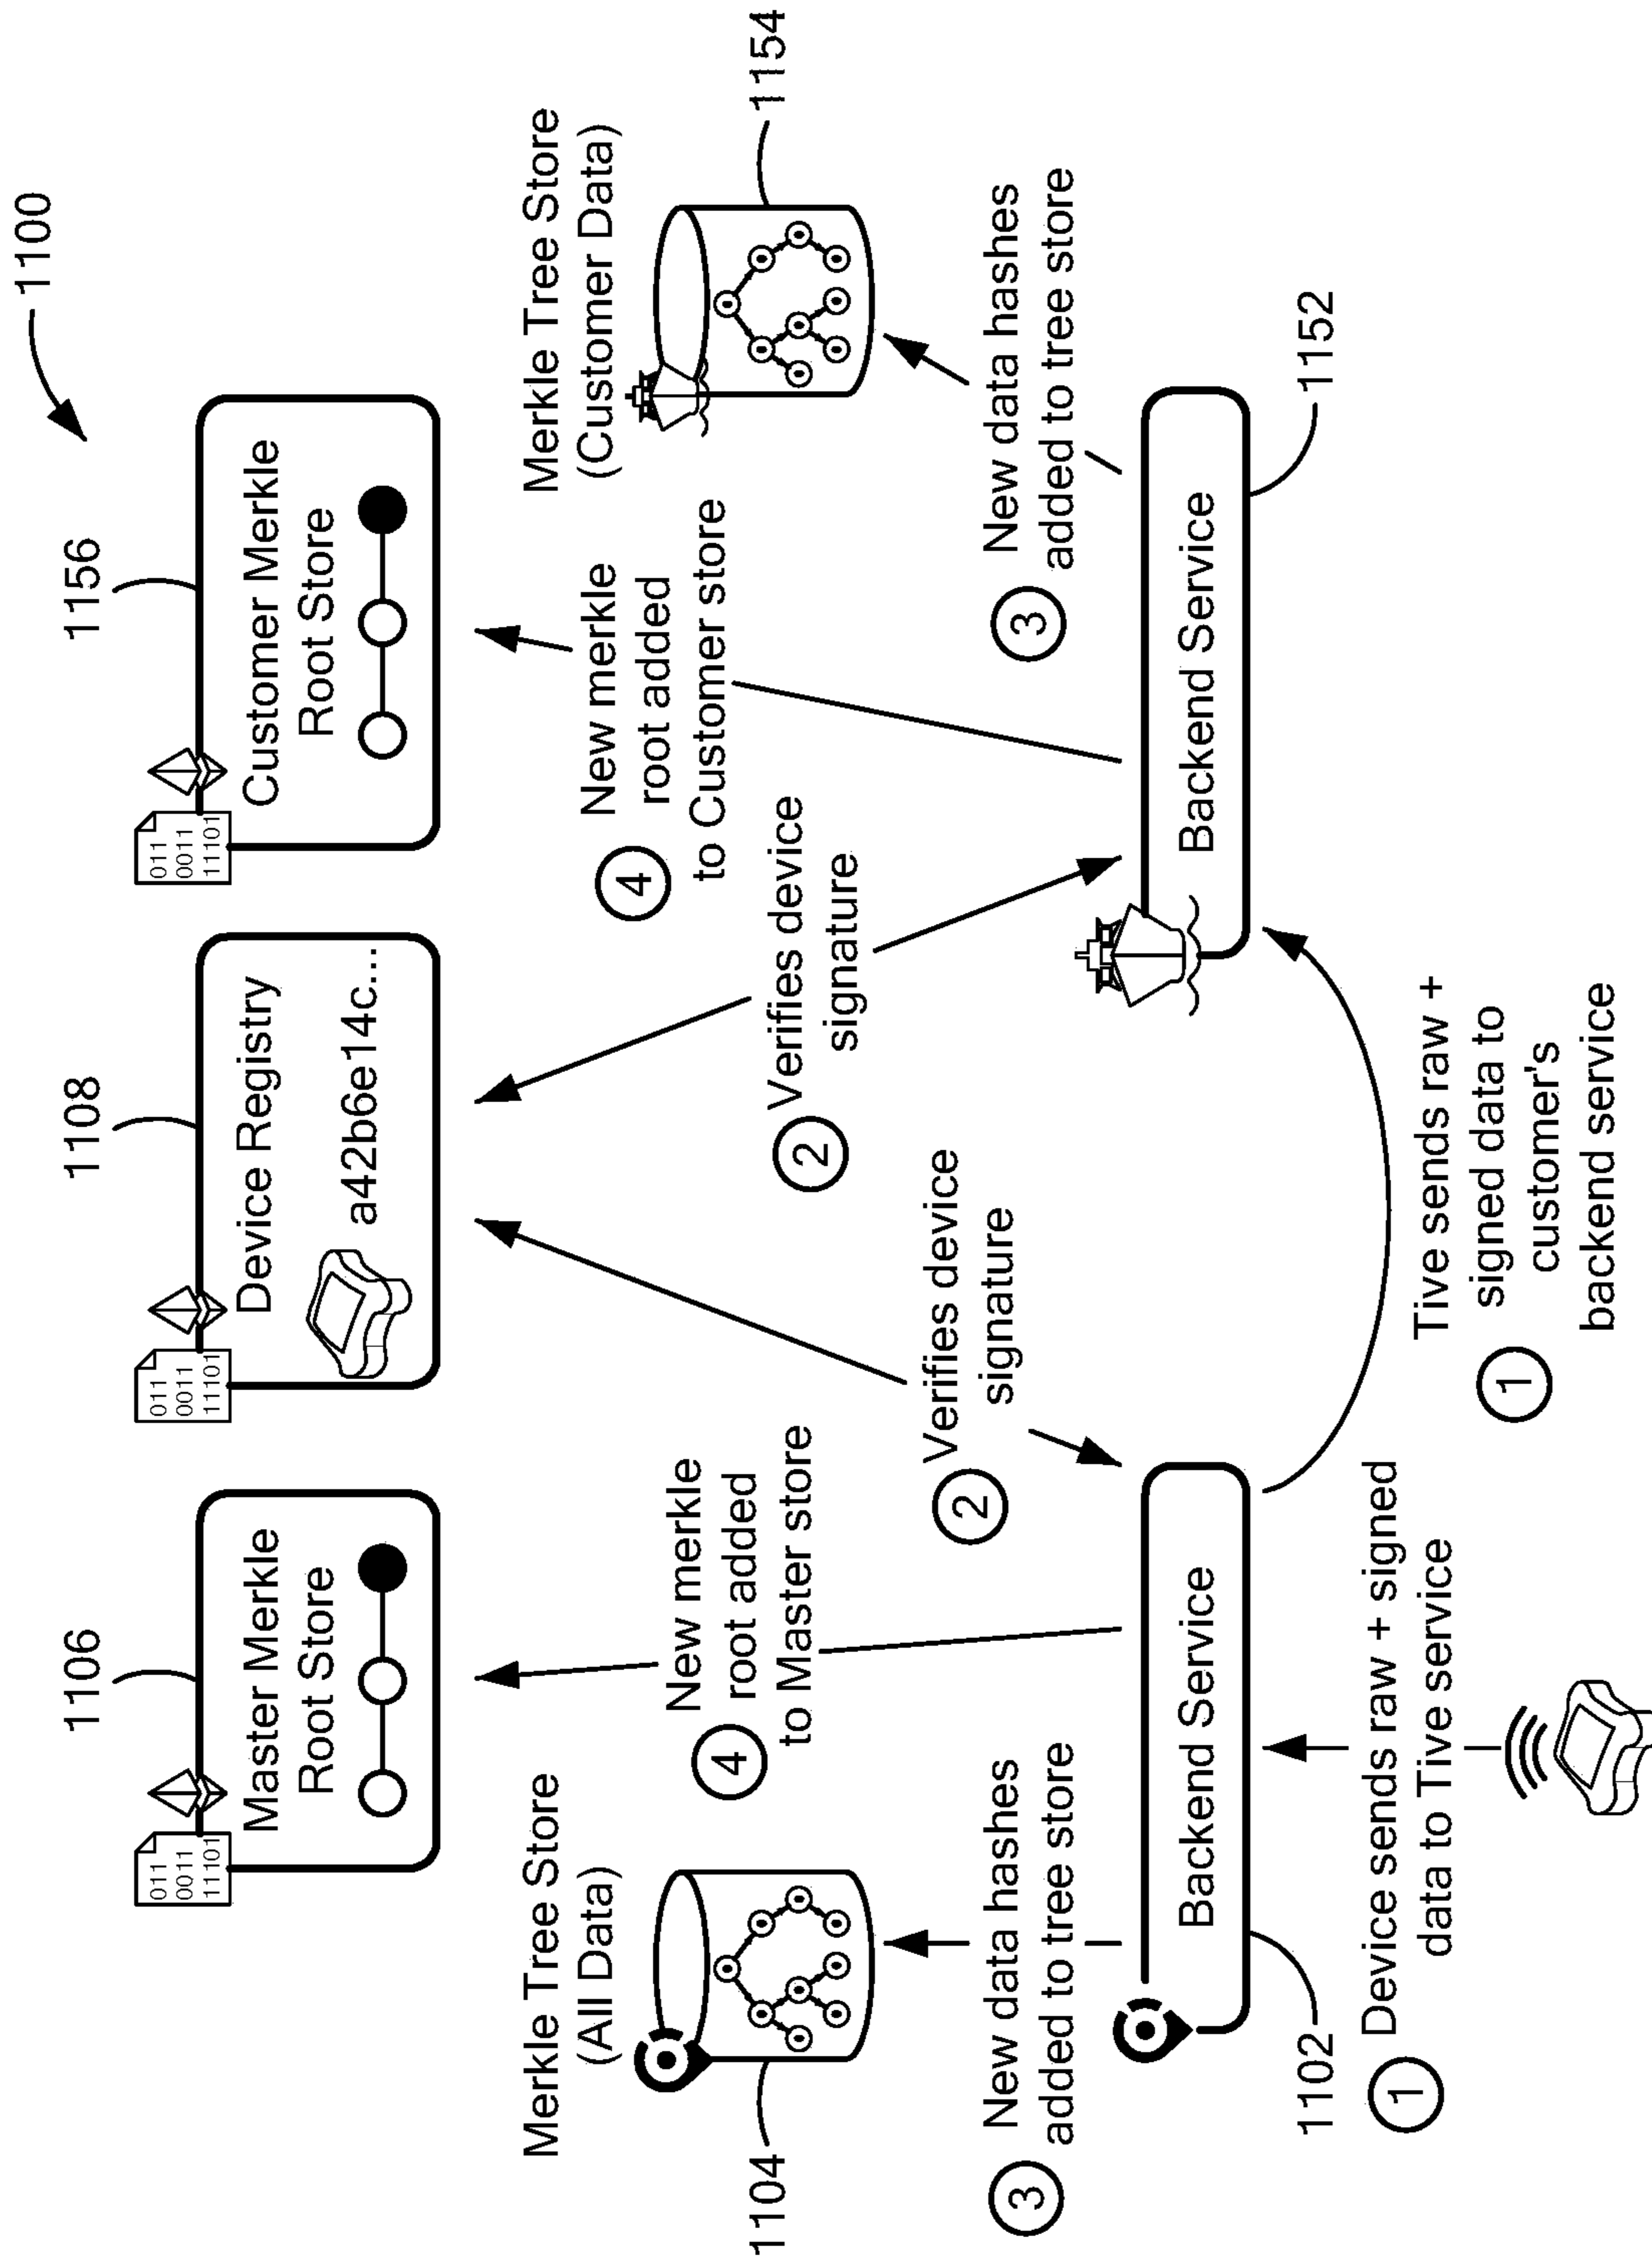 1100
1106
1108
1156
011
0011
11101
Master Merkle
Root Store
011
0011
11101
Device Registry
a42b6e14c...
011
0011
11101
Customer Merkle
Root Store
Merkle Tree Store
(All Data)
1104
4
New merkle
root added
to Master store
2
Verifies device
signature
2
Verifies device
signature
4
New merkle
root added
to Customer store
Merkle Tree Store
(Customer Data)
1154
3
New data hashes
added to tree store
3
New data hashes
added to tree store
Backend Service
1102
Backend Service
1152
1
Device sends raw + signed
data to Tive service
1
Tive sends raw +
signed data to
customer's
backend service